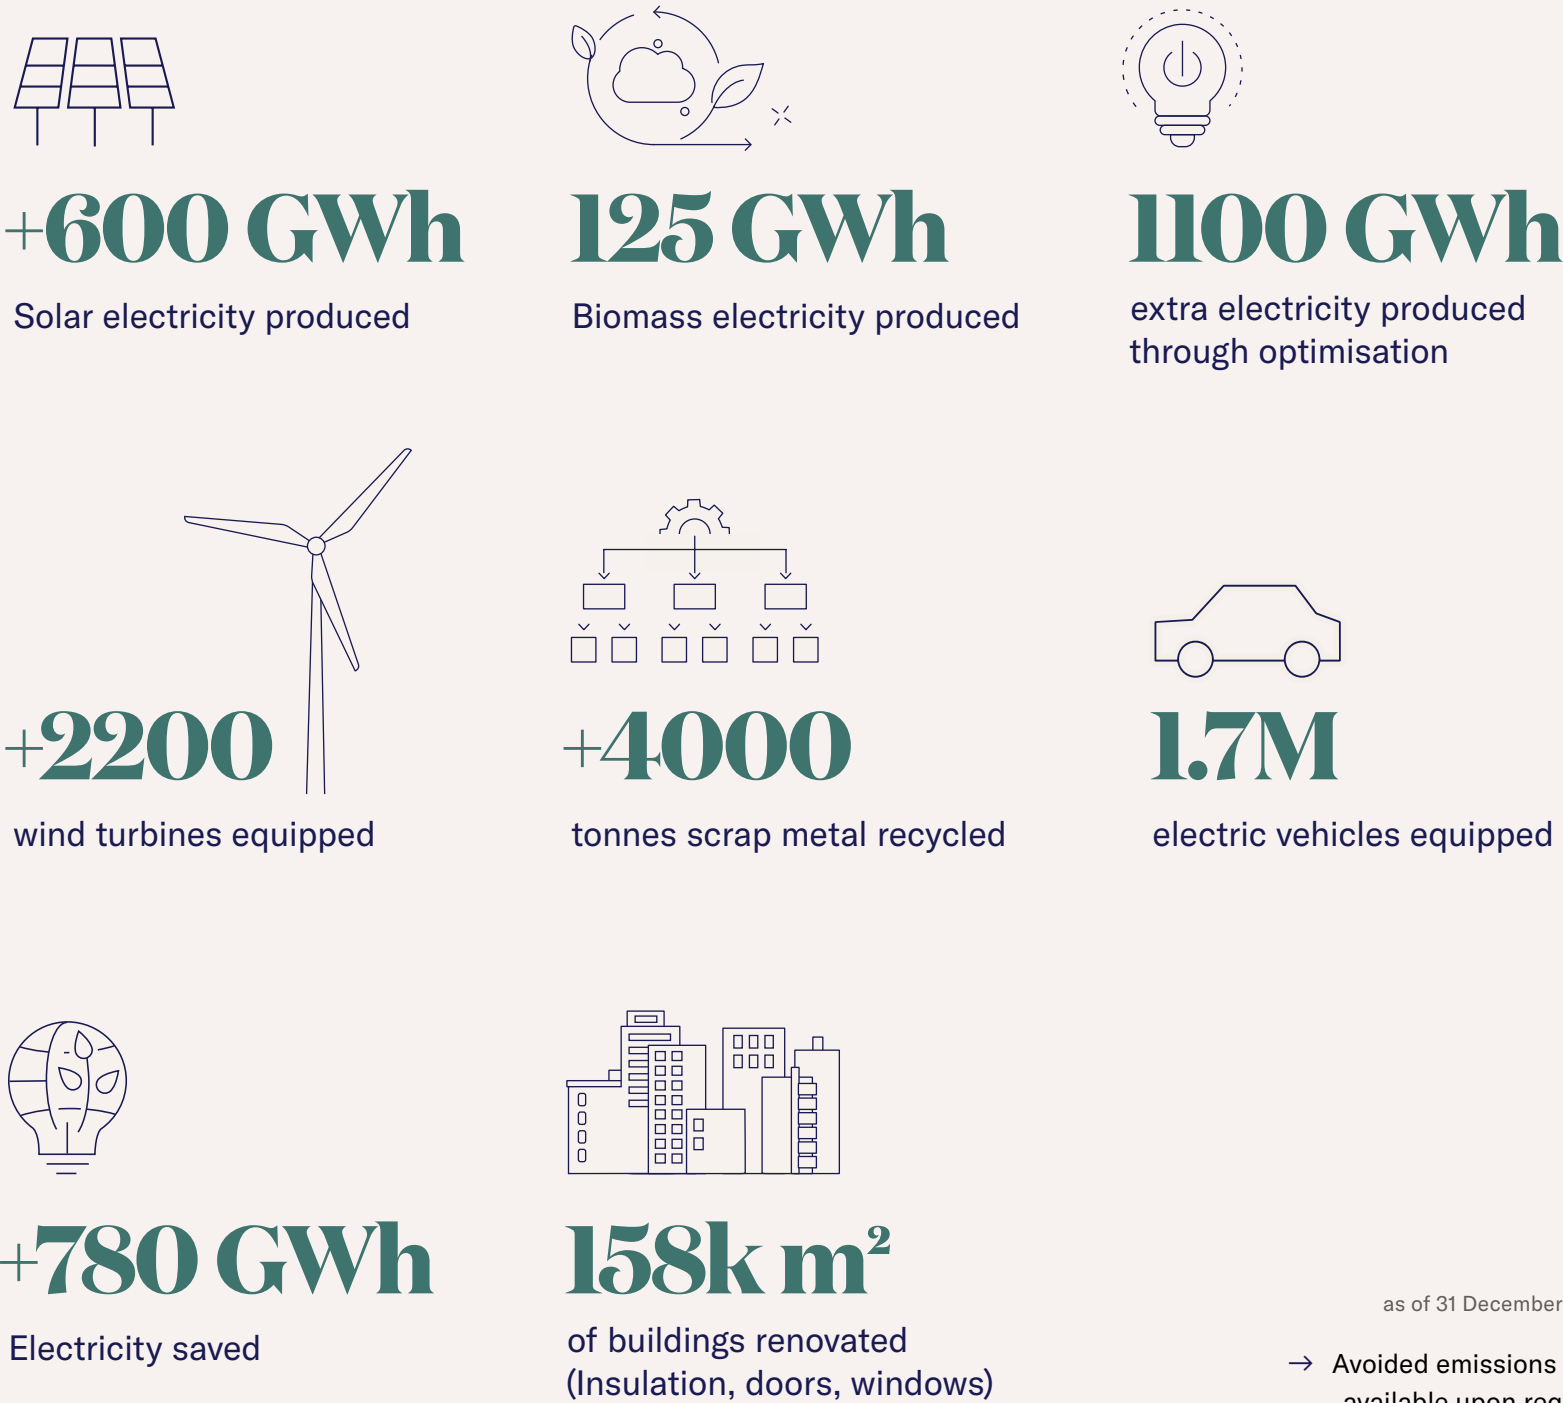 +600 GWh
Solar electricity produced
125 GWh
Biomass electricity produced
1100 GWh
extra electricity produced
through optimisation
+2200
wind turbines equipped
+4000
tonnes scrap metal recycled
1.7M
electric vehicles equipped
+780 GWh
Electricity saved
158k m²
of buildings renovated
(Insulation, doors, windows)
as of 31 December
→ Avoided emissions
available upon